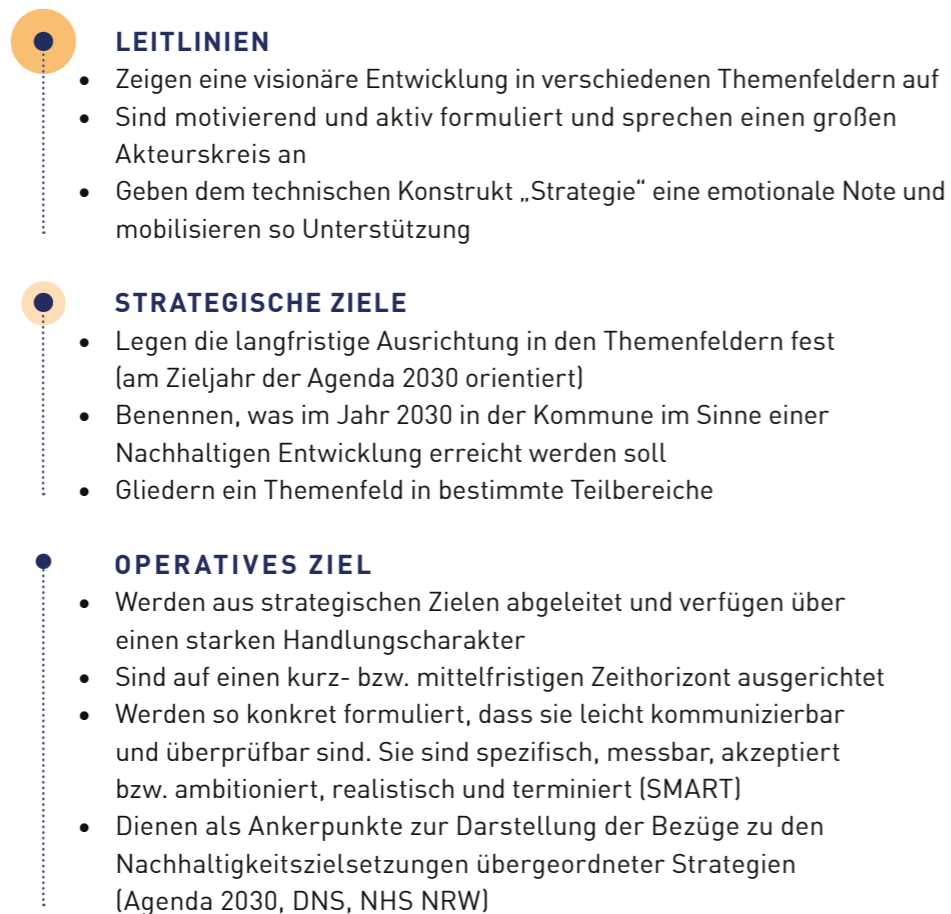 LEITLINIEN
• Zeigen eine visionäre Entwicklung in verschiedenen Themenfeldern auf
• Sind motivierend und aktiv formuliert und sprechen einen großen
Akteurskreis an
• Geben dem technischen Konstrukt „Strategie“ eine emotionale Note und
mobilisieren so Unterstützung
STRATEGISCHE ZIELE
• Legen die langfristige Ausrichtung in den Themenfeldern fest
(am Zieljahr der Agenda 2030 orientiert)
• Benennen, was im Jahr 2030 in der Kommune im Sinne einer
Nachhaltigen Entwicklung erreicht werden soll
• Gliedern ein Themenfeld in bestimmte Teilbereiche
OPERATIVES ZIEL
• Werden aus strategischen Zielen abgeleitet und verfügen über
einen starken Handlungscharakter
• Sind auf einen kurz- bzw. mittelfristigen Zeithorizont ausgerichtet
• Werden so konkret formuliert, dass sie leicht kommunizierbar
und überprüfbar sind. Sie sind spezifisch, messbar, akzeptiert
bzw. ambitioniert, realistisch und terminiert (SMART)
• Dienen als Ankerpunkte zur Darstellung der Bezüge zu den
Nachhaltigkeitszielsetzungen übergeordneter Strategien
(Agenda 2030, DNS, NHS NRW)